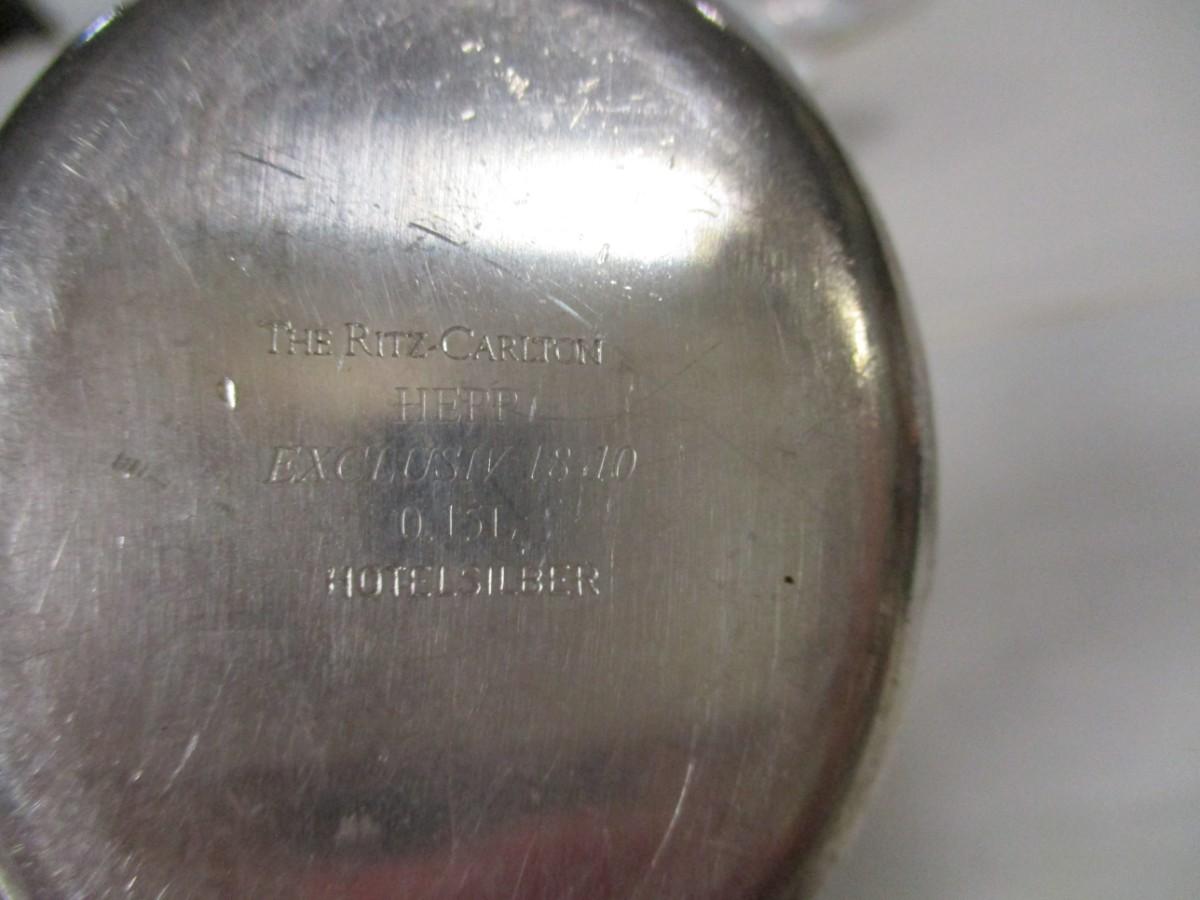 THE RITZ-CARLTON
HEPP
EXCLUSIV 18/10
0,15L
HOTELSILBER